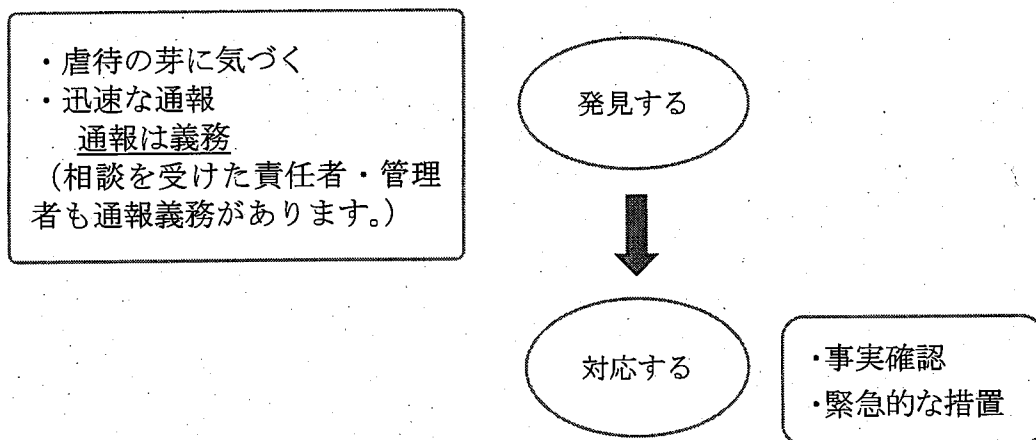 ・虐待の芽に気づく
・迅速な通報
通報は義務
（相談を受けた責任者・管理
者も通報義務があります。）
発見する
対応する
・事実確認
・緊急的な措置